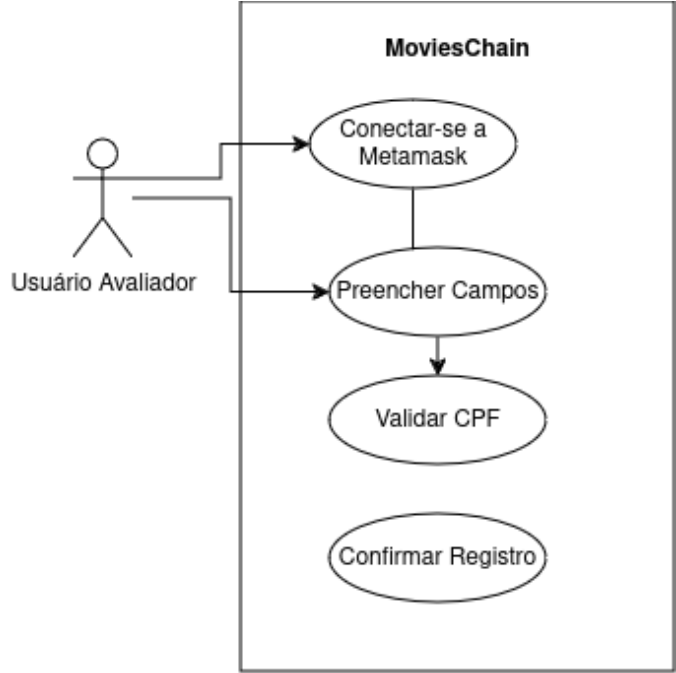 MoviesChain
Conectar-se a
Metamask
Usuário Avaliador
Preencher Campos
Validar CPF
Confirmar Registro